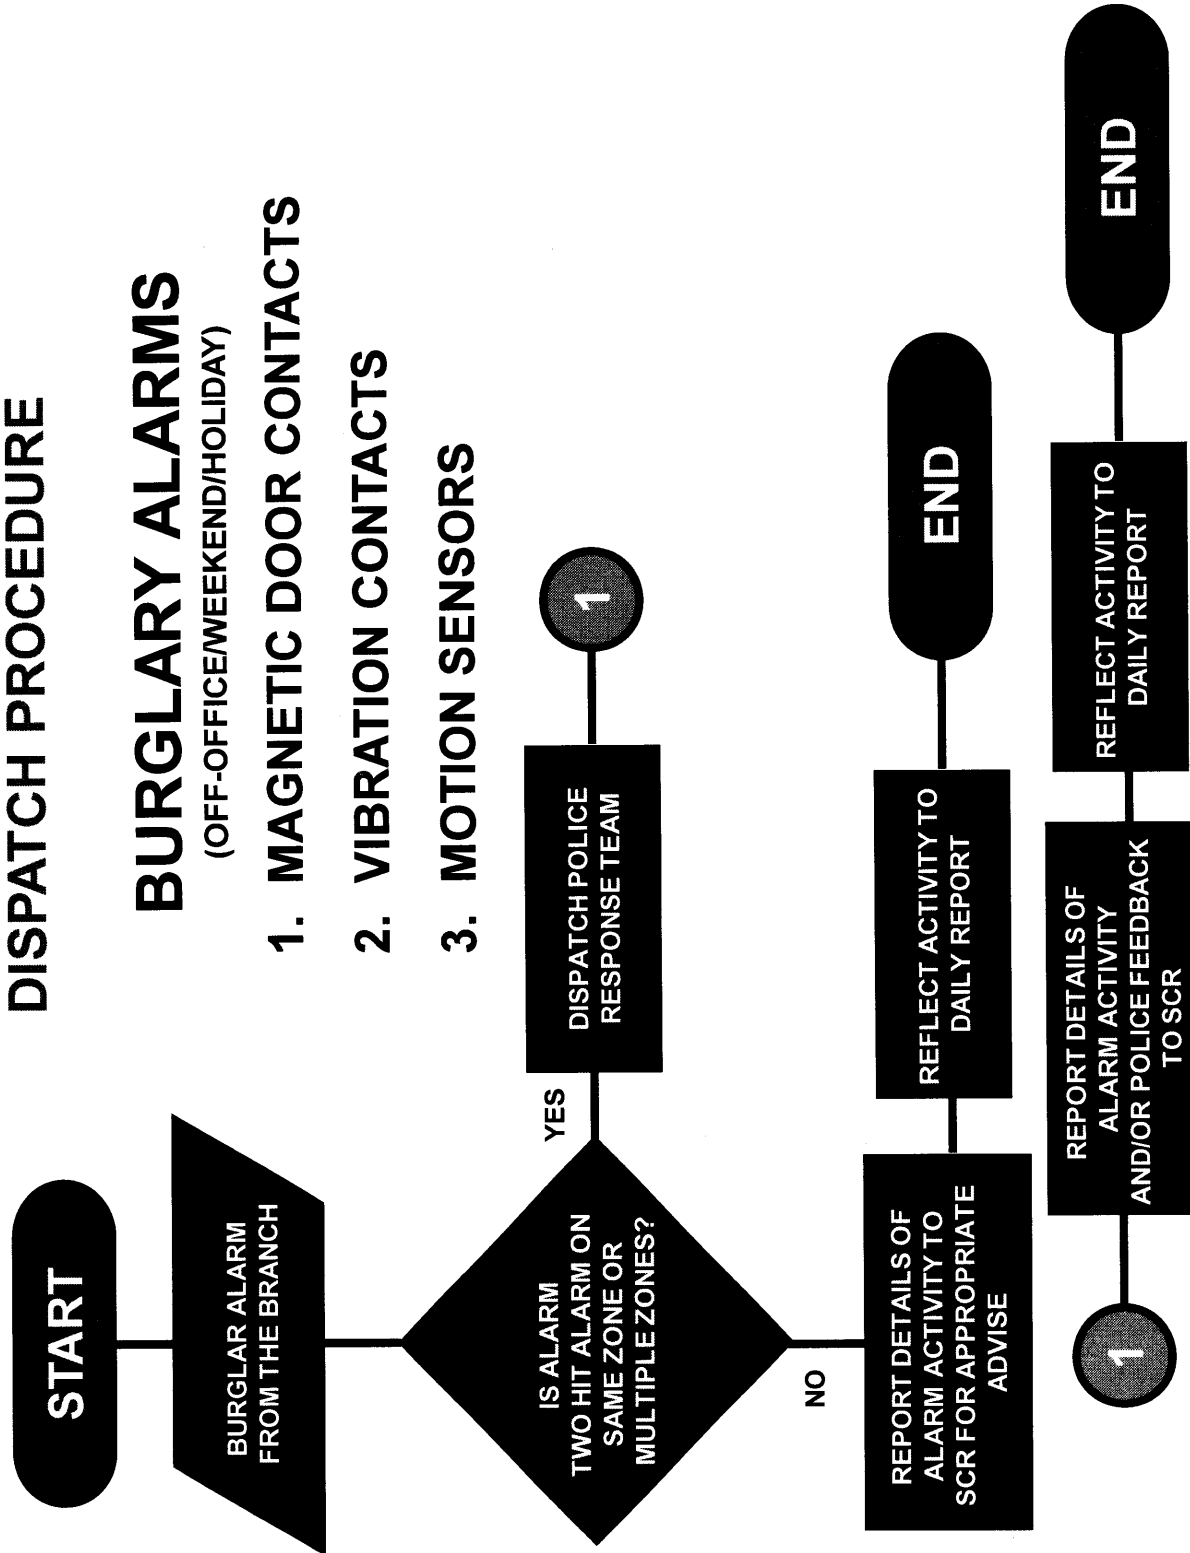 DISPATCH PROCEDURE
BURGLARY ALARMS
(OFF-OFFICE/WEEKEND/HOLIDAY)
1. MAGNETIC DOOR CONTACTS
2. VIBRATION CONTACTS
3. MOTION SENSORS
START
BURGLAR ALARM
FROM THE BRANCH
IS ALARM
TWO HIT ALARM ON
SAME ZONE OR
MULTIPLE ZONES?
YES
DISPATCH POLICE
RESPONSE TEAM
1
NO
REPORT DETAILS OF
ALARM ACTIVITY TO
SCR FOR APPROPRIATE
ADVISE
REFLECT ACTIVITY TO
DAILY REPORT
END
1
REPORT DETAILS OF
ALARM ACTIVITY
AND/OR POLICE FEEDBACK
TO SCR
REFLECT ACTIVITY TO
DAILY REPORT
END